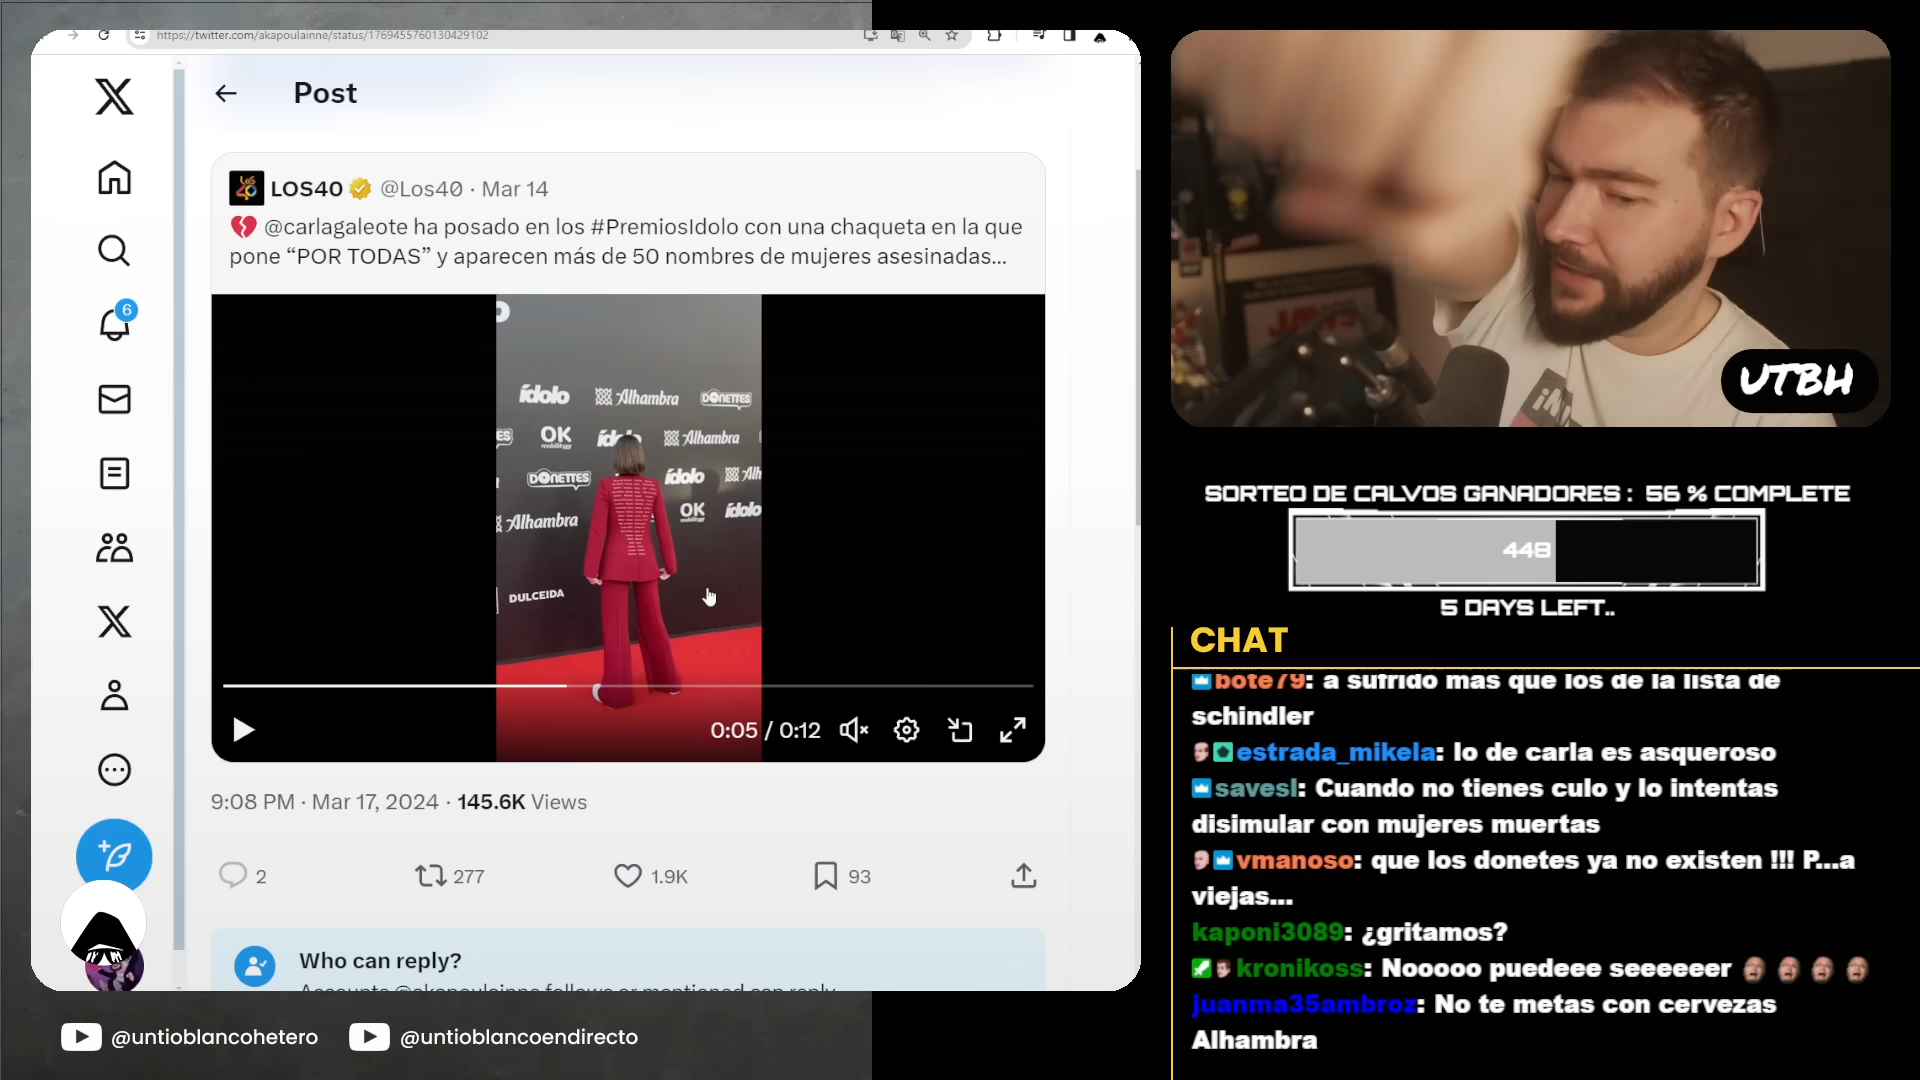 https://twitter.com/akapoulainne/status/1769455760130429102
Post
LOS40 @Los40 · Mar 14
@carlagaleote ha posado en los #PremiosIdolo con una chaqueta en la que
pone “POR TODAS” y aparecen más de 50 nombres de mujeres asesinadas...
6
ídolo Alhambra DONETTES
ES OK mobility ídolo Alhambra
DONETTES ídolo Alh
Alhambra OK ídolo
DULCEIDA
0:05 / 0:12
9:08 PM · Mar 17, 2024 · 145.6K Views
2 277 1.9K 93
Who can reply?
Accounts @akapoulainne follows or mentioned can reply
@untioblancohetero @untioblancoendirecto
JAWS
UTBH
SORTEO DE CALVOS GANADORES : 56 % COMPLETE
448
5 DAYS LEFT..
CHAT
bote79: a sufrido mas que los de la lista de
schindler
estrada_mikela: lo de carla es asqueroso
savesl: Cuando no tienes culo y lo intentas
disimular con mujeres muertas
vmanoso: que los donetes ya no existen !!! P...a
viejas...
kaponi3089: ¿gritamos?
kronikoss: Nooooo puedeee seeeeeer
juanma35ambroz: No te metas con cervezas
Alhambra